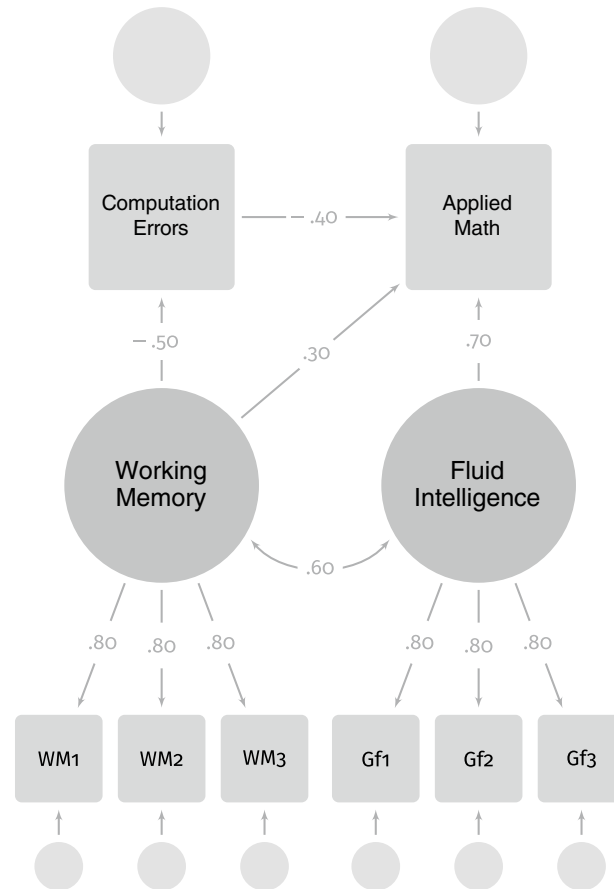 Computation
Errors
Applied
Math
− .40
− .50
.30
.70
Working
Memory
Fluid
Intelligence
.60
.80
.80
.80
.80
.80
.80
WM1
WM2
WM3
Gf1
Gf2
Gf3